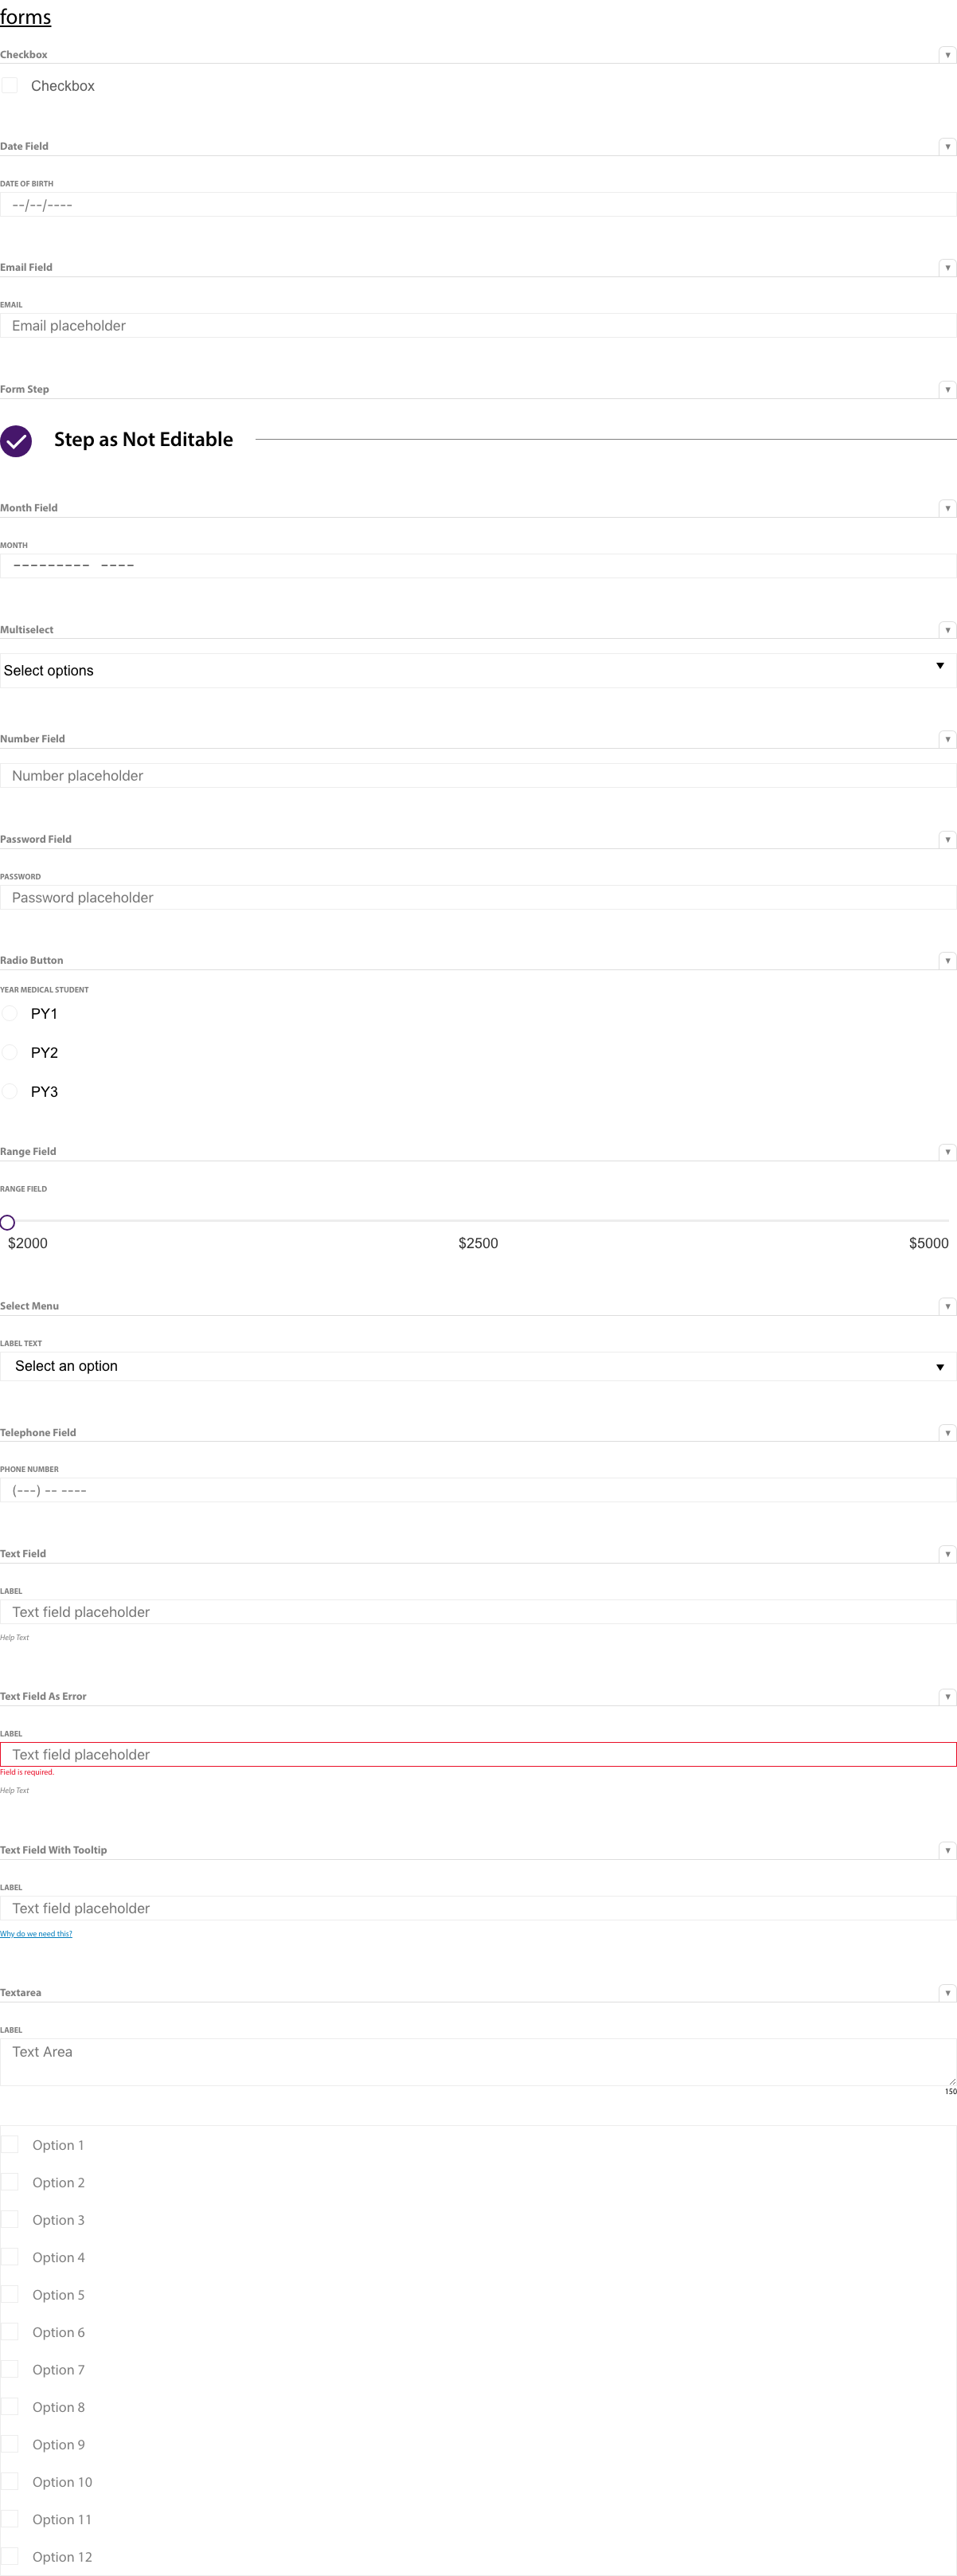 forms
Checkbox
Checkbox
Date Field
DATE OF BIRTH
--/--/----
Email Field
EMAIL
Email placeholder
Form Step
Step as Not Editable
Month Field
MONTH
--------- ----
Multiselect
Select options
Number Field
Number placeholder
Password Field
PASSWORD
Password placeholder
Radio Button
YEAR MEDICAL STUDENT
PY1
PY2
PY3
Range Field
RANGE FIELD
$2000 $2500 $5000
Select Menu
LABEL TEXT
Select an option
Telephone Field
PHONE NUMBER
(---) -- ----
Text Field
LABEL
Text field placeholder
Help Text
Text Field As Error
LABEL
Text field placeholder
Field is required.
Help Text
Text Field With Tooltip
LABEL
Text field placeholder
Why do we need this?
Textarea
LABEL
Text Area
150
Option 1
Option 2
Option 3
Option 4
Option 5
Option 6
Option 7
Option 8
Option 9
Option 10
Option 11
Option 12